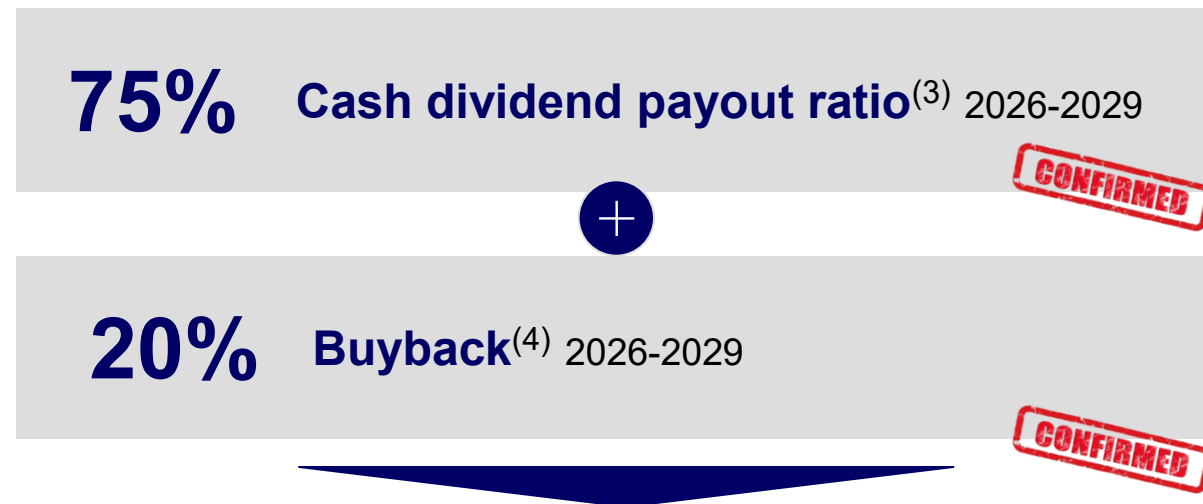 75% Cash dividend payout ratio(3) 2026-2029
CONFIRMED
+
20% Buyback(4) 2026-2029
CONFIRMED